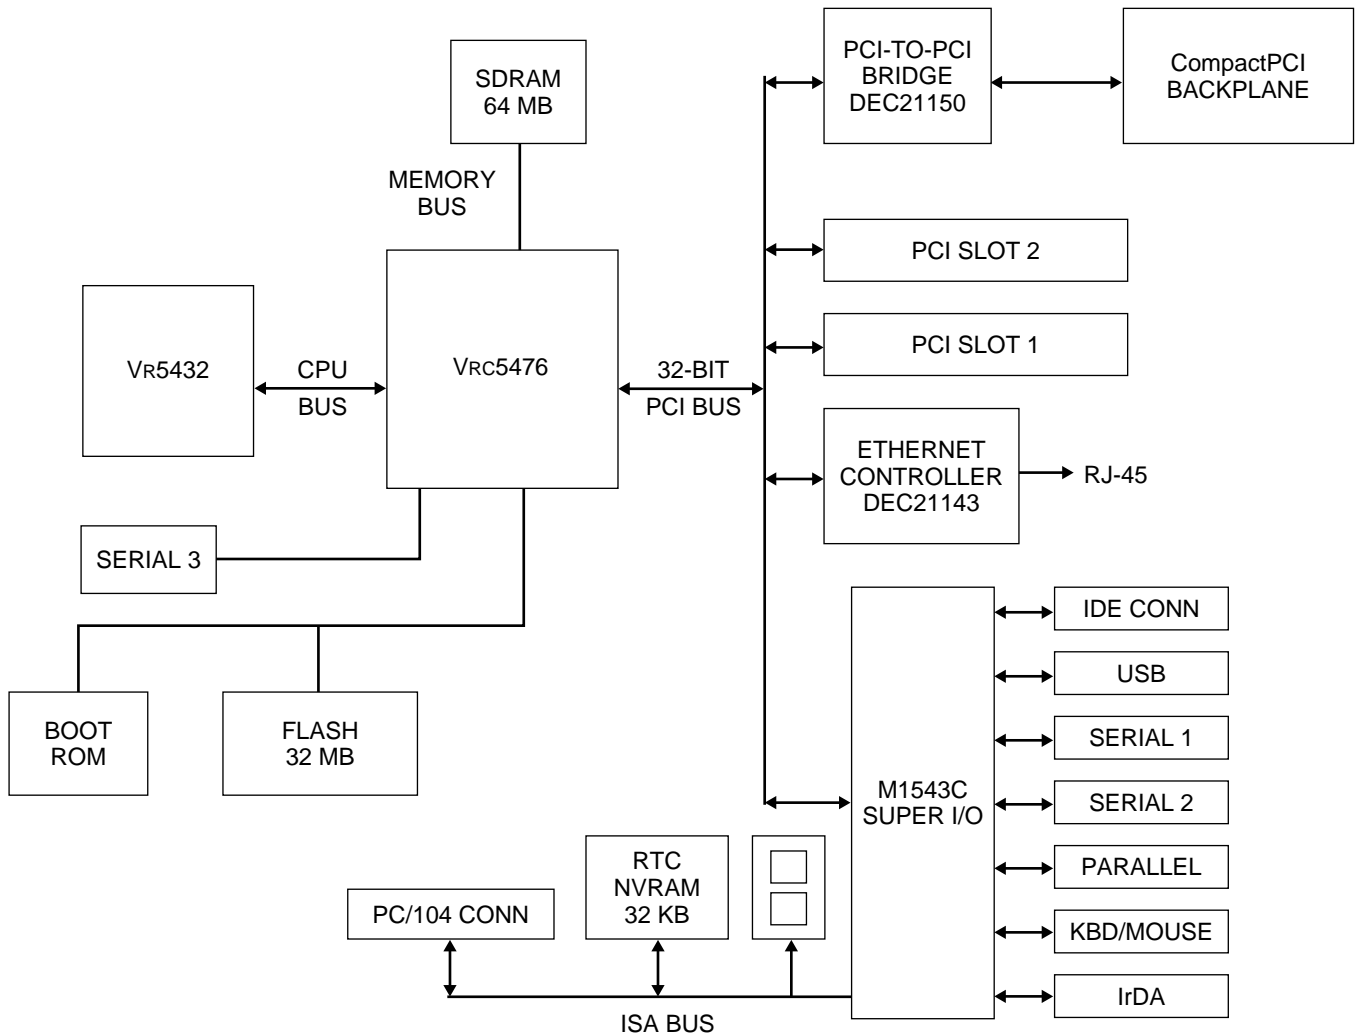 SDRAM
64 MB
PCI-TO-PCI
BRIDGE
DEC21150
CompactPCI
BACKPLANE
MEMORY
BUS
PCI SLOT 2
PCI SLOT 1
VR5432
CPU
BUS
VRC5476
32-BIT
PCI BUS
ETHERNET
CONTROLLER
DEC21143
RJ-45
SERIAL 3
BOOT
ROM
FLASH
32 MB
M1543C
SUPER I/O
IDE CONN
USB
SERIAL 1
SERIAL 2
PARALLEL
KBD/MOUSE
IrDA
PC/104 CONN
RTC
NVRAM
32 KB
ISA BUS